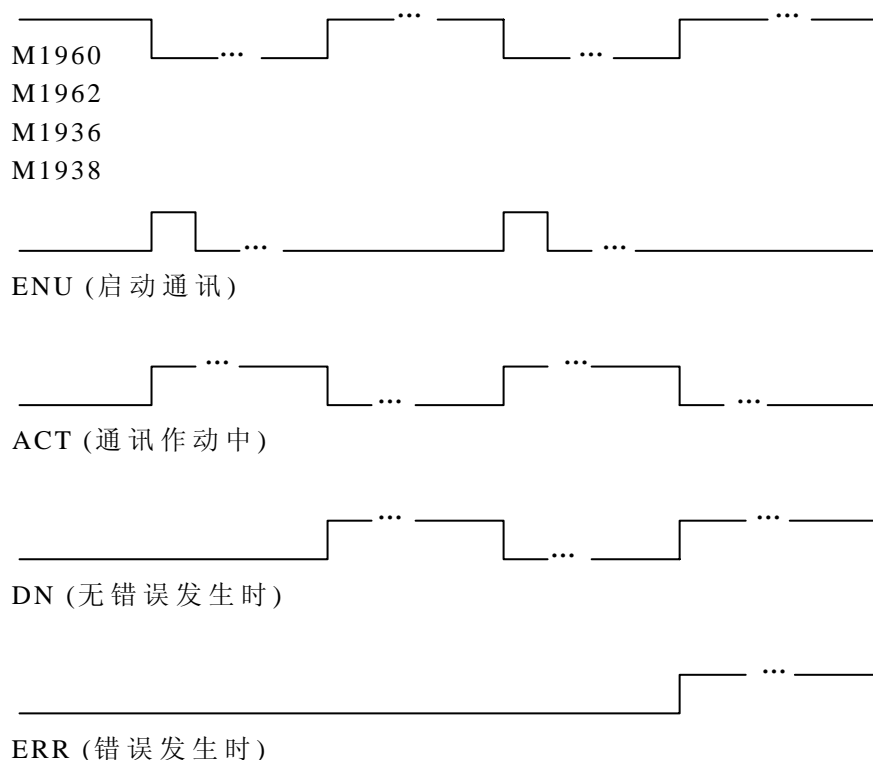 M1960
M1962
M1936
M1938
ENU (启动通讯)
ACT (通讯作动中)
DN (无错误发生时)
ERR (错误发生时)